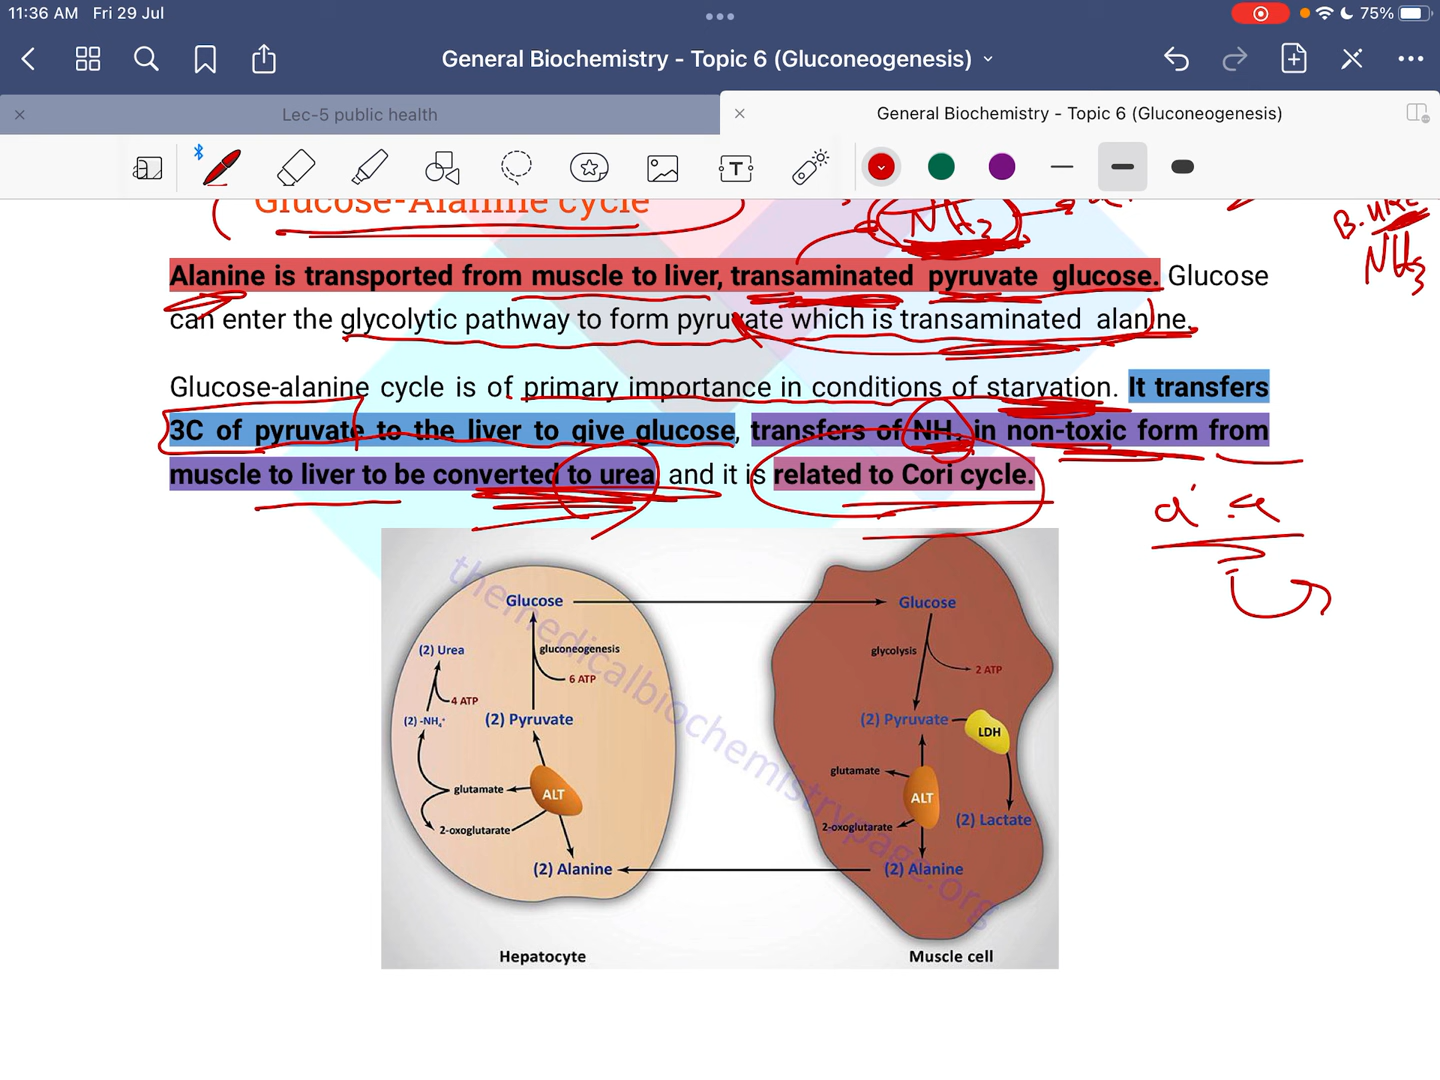 11:36 AM Fri 29 Jul
75%
General Biochemistry - Topic 6 (Gluconeogenesis)
Lec-5 public health
General Biochemistry - Topic 6 (Gluconeogenesis)
T
Glucose-Alanine cycle
NH2
B.
NH3
Alanine is transported from muscle to liver, transaminated pyruvate glucose. Glucose
can enter the glycolytic pathway to form pyruvate which is transaminated alanine.
Glucose-alanine cycle is of primary importance in conditions of starvation. It transfers
3C of pyruvate to the liver to give glucose, transfers of NH2 in non-toxic form from
muscle to liver to be converted to urea and it is related to Cori cycle.
themedicalbiochemistrypage.org
Glucose
gluconeogenesis
6 ATP
(2) Urea
4 ATP
(2) -NH4+
(2) Pyruvate
glutamate
ALT
2-oxoglutarate
(2) Alanine
Hepatocyte
Glucose
glycolysis
2 ATP
(2) Pyruvate
LDH
glutamate
ALT
2-oxoglutarate
(2) Lactate
(2) Alanine
Muscle cell